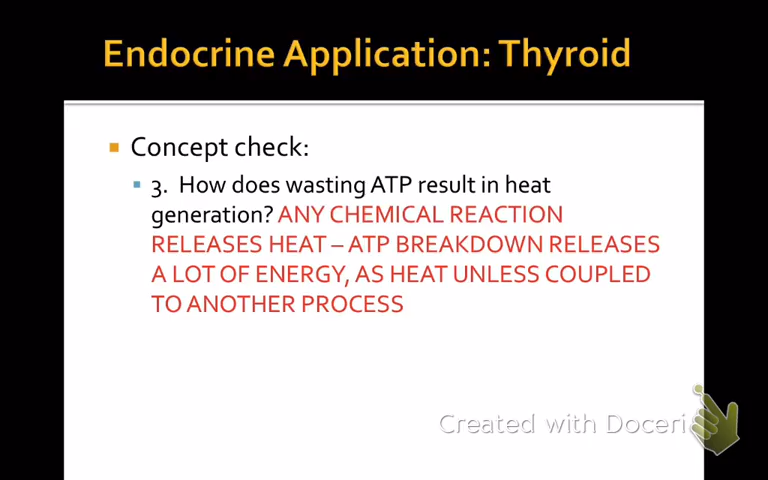 Endocrine Application: Thyroid
Concept check:
3. How does wasting ATP result in heat
generation? ANY CHEMICAL REACTION
RELEASES HEAT – ATP BREAKDOWN RELEASES
A LOT OF ENERGY, AS HEAT UNLESS COUPLED
TO ANOTHER PROCESS
Created with Doceri